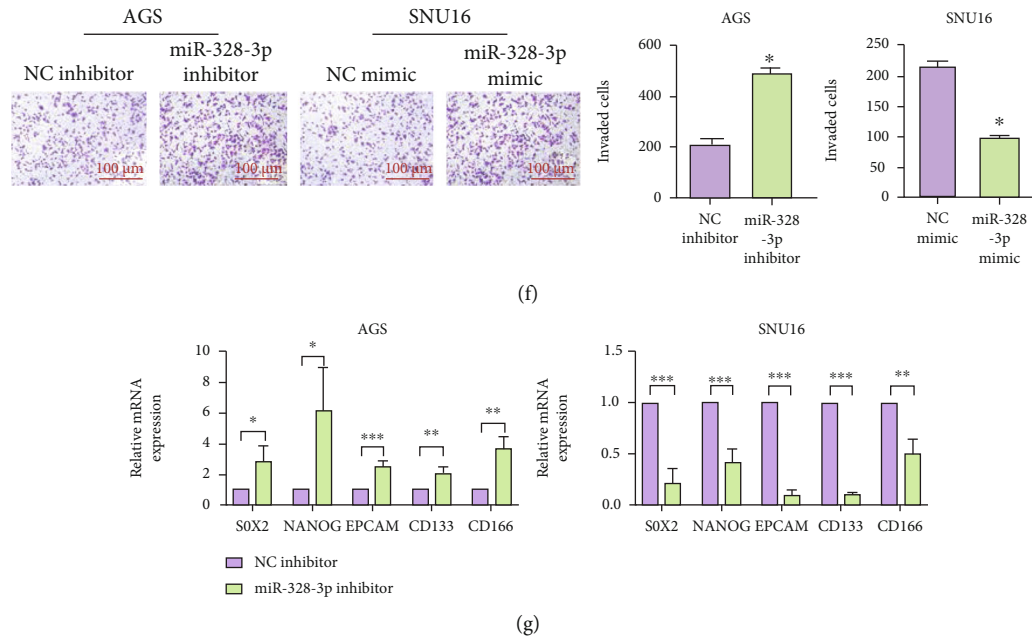 AGS
SNU16
NC inhibitor
miR-328-3p
inhibitor
NC mimic
miR-328-3p
mimic
100 μm
100 μm
100 μm
100 μm
AGS
Invaded cells
600
400
200
0
*
NC
inhibitor
miR-328
-3p
inhibitor
SNU16
Invaded cells
250
200
150
100
50
0
*
NC
mimic
miR-328
-3p
mimic
(f)
AGS
Relative mRNA
expression
10
8
6
4
2
0
*
*
***
**
**
S0X2
NANOG
EPCAM
CD133
CD166
NC inhibitor
miR-328-3p inhibitor
SNU16
Relative mRNA
expression
1.5
1.0
0.5
0.0
***
***
***
***
**
S0X2
NANOG
EPCAM
CD133
CD166
(g)